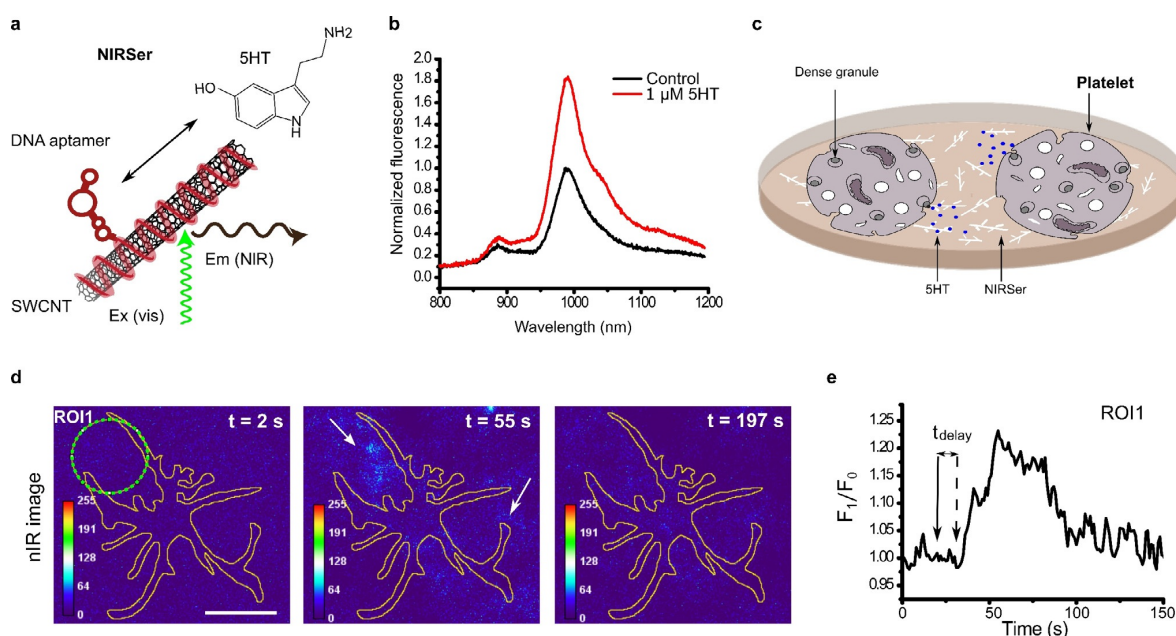 a
NIRSer
5HT
NH2
HO
N
H
DNA aptamer
SWCNT
Ex (vis)
Em (NIR)
b
Normalized fluorescence
2.0
1.8
1.6
1.4
1.2
1.0
0.8
0.6
0.4
0.2
0.0
Control
1 µM 5HT
800
900
1000
1100
1200
Wavelength (nm)
c
Dense granule
Platelet
5HT
NIRSer
d
nIR image
ROI1
t = 2 s
255
191
128
64
0
t = 55 s
255
191
128
64
0
t = 197 s
255
191
128
64
0
e
ROI1
tdelay
F1/F0
1.25
1.20
1.15
1.10
1.05
1.00
0.95
0
50
100
150
Time (s)